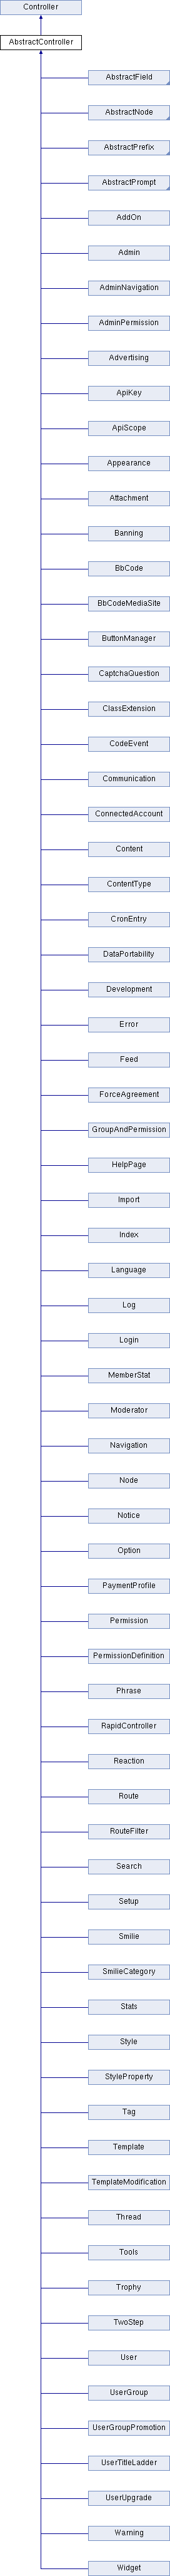 Controller
AbstractController
AbstractField
AbstractNode
AbstractPrefix
AbstractPrompt
AddOn
Admin
AdminNavigation
AdminPermission
Advertising
ApiKey
ApiScope
Appearance
Attachment
Banning
BbCode
BbCodeMediaSite
ButtonManager
CaptchaQuestion
ClassExtension
CodeEvent
Communication
ConnectedAccount
Content
ContentType
CronEntry
DataPortability
Development
Error
Feed
ForceAgreement
GroupAndPermission
HelpPage
Import
Index
Language
Log
Login
MemberStat
Moderator
Navigation
Node
Notice
Option
PaymentProfile
Permission
PermissionDefinition
Phrase
RapidController
Reaction
Route
RouteFilter
Search
Setup
Smilie
SmilieCategory
Stats
Style
StyleProperty
Tag
Template
TemplateModification
Thread
Tools
Trophy
TwoStep
User
UserGroup
UserGroupPromotion
UserTitleLadder
UserUpgrade
Warning
Widget